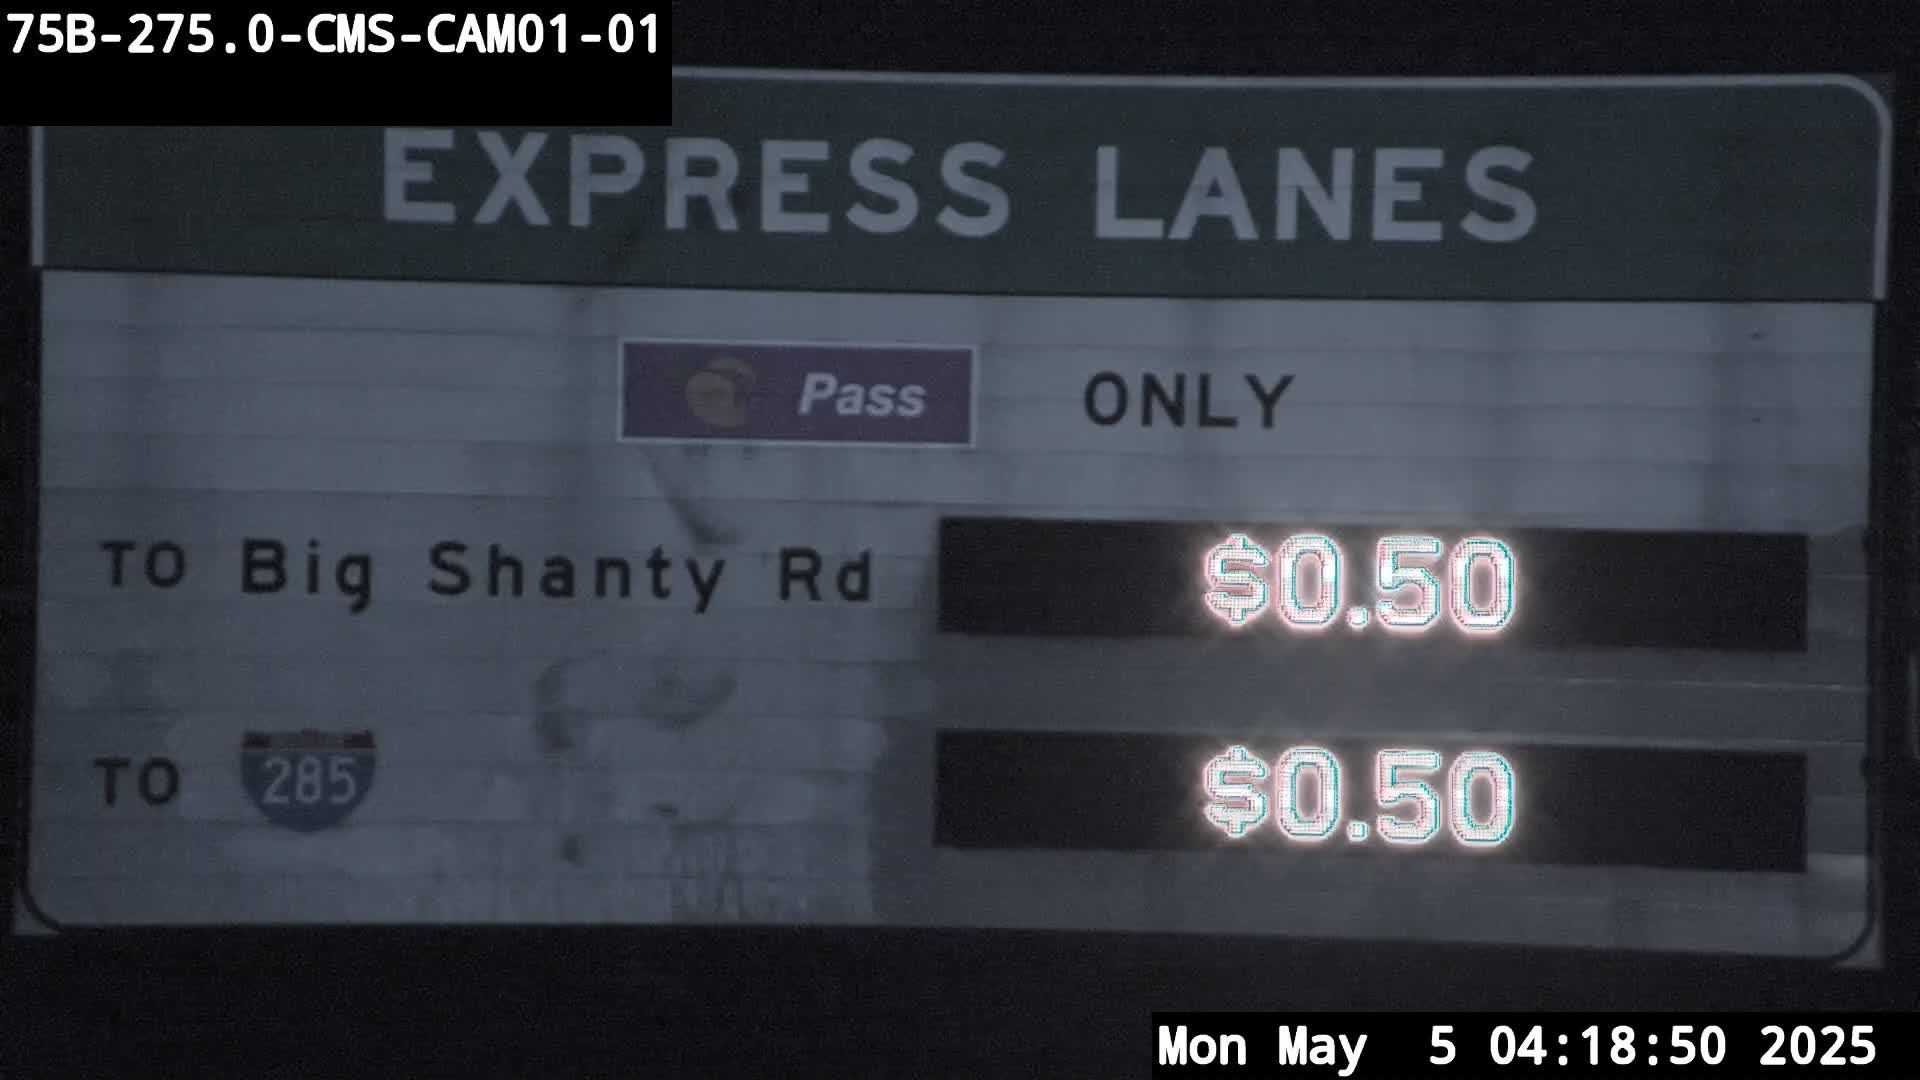 75B-275.0-CMS-CAM01-01
EXPRESS LANES
Pass ONLY
TO Big Shanty Rd $0.50
TO 285 $0.50
Mon May 5 04:18:50 2025